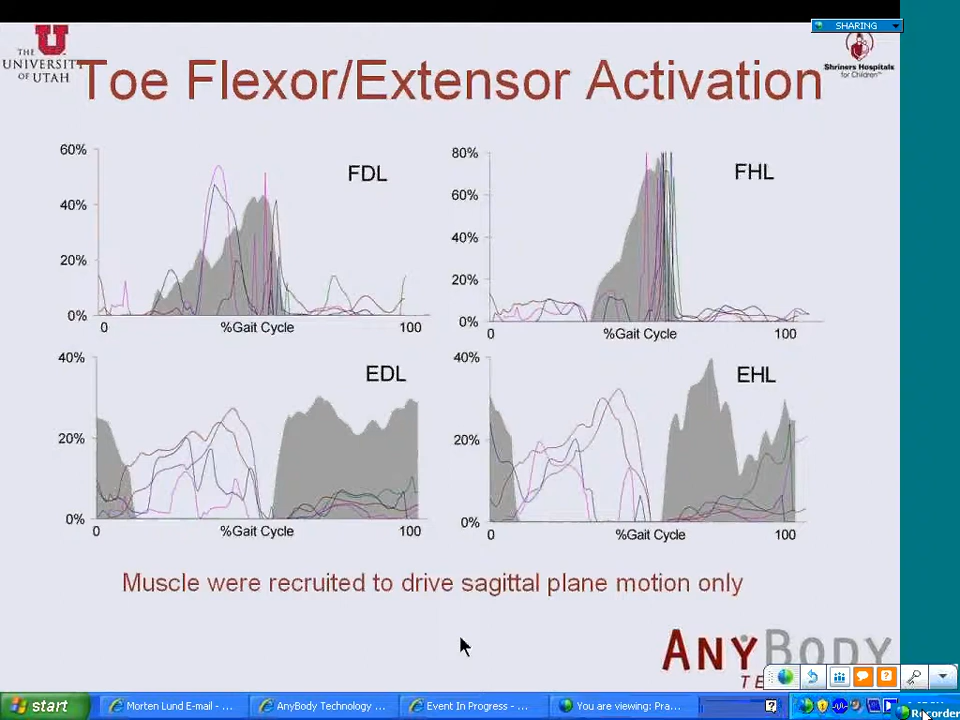 SHARING
THE
UNIVERSITY
OF UTAH
Shriners Hospitals
for Children™
Toe Flexor/Extensor Activation
60%
40%
20%
0%
FDL
0
%Gait Cycle
100
80%
60%
40%
20%
0%
FHL
0
%Gait Cycle
100
40%
20%
0%
EDL
0
%Gait Cycle
100
40%
20%
0%
EHL
0
%Gait Cycle
100
Muscle were recruited to drive sagittal plane motion only
ANYBODY
TE
start
Morten Lund E-mail - ...
AnyBody Technology ...
Event In Progress - ...
You are viewing: Pra...
Recorder